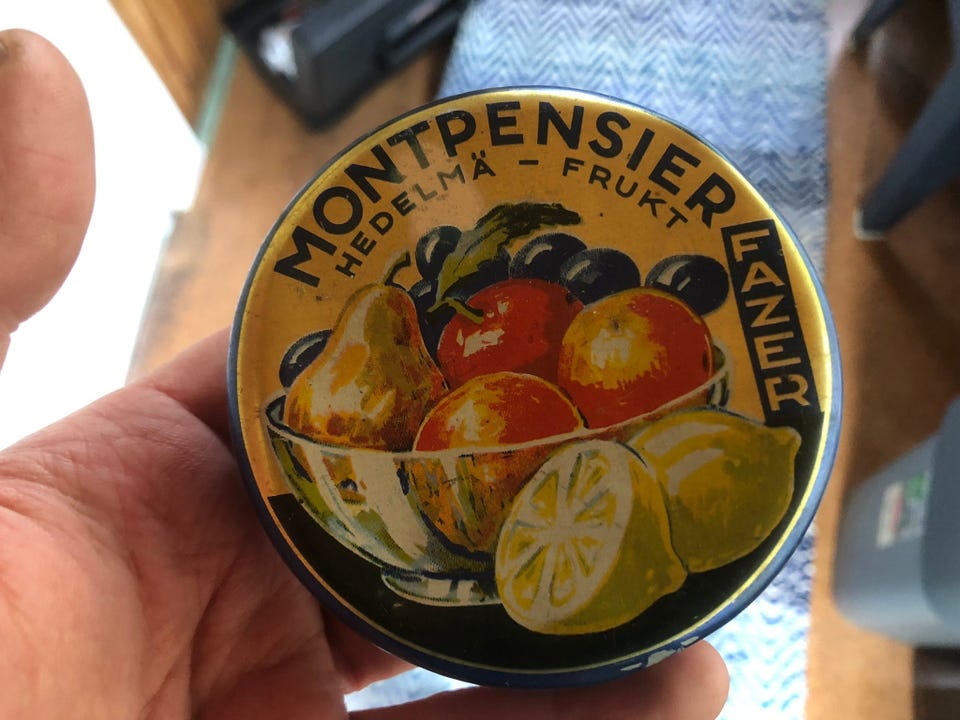 MONTPENSIER
HEDELMÄ – FRUKT
FAZER